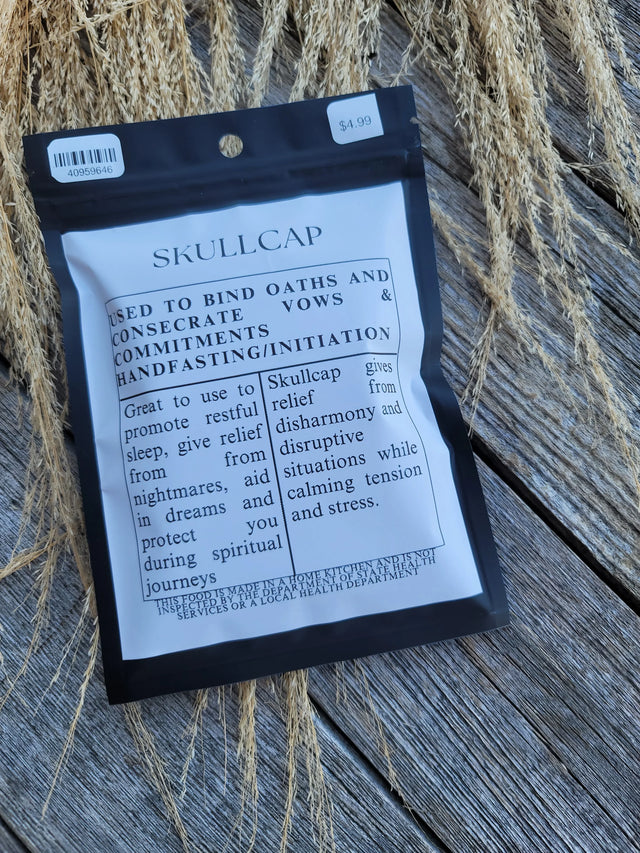 $4.99
40959646
SKULLCAP
USED TO BIND OATHS AND
CONSECRATE VOWS &
COMMITMENTS
HANDFASTING/INITIATION
Great to use to
promote restful
sleep, give relief
from from
nightmares, aid
in dreams and
protect you
during spiritual
journeys
Skullcap gives
relief from
disharmony and
disruptive
situations while
calming tension
and stress.
THIS FOOD IS MADE IN A HOME KITCHEN AND IS NOT
INSPECTED BY THE DEPARTMENT OF STATE HEALTH
SERVICES OR A LOCAL HEALTH DEPARTMENT